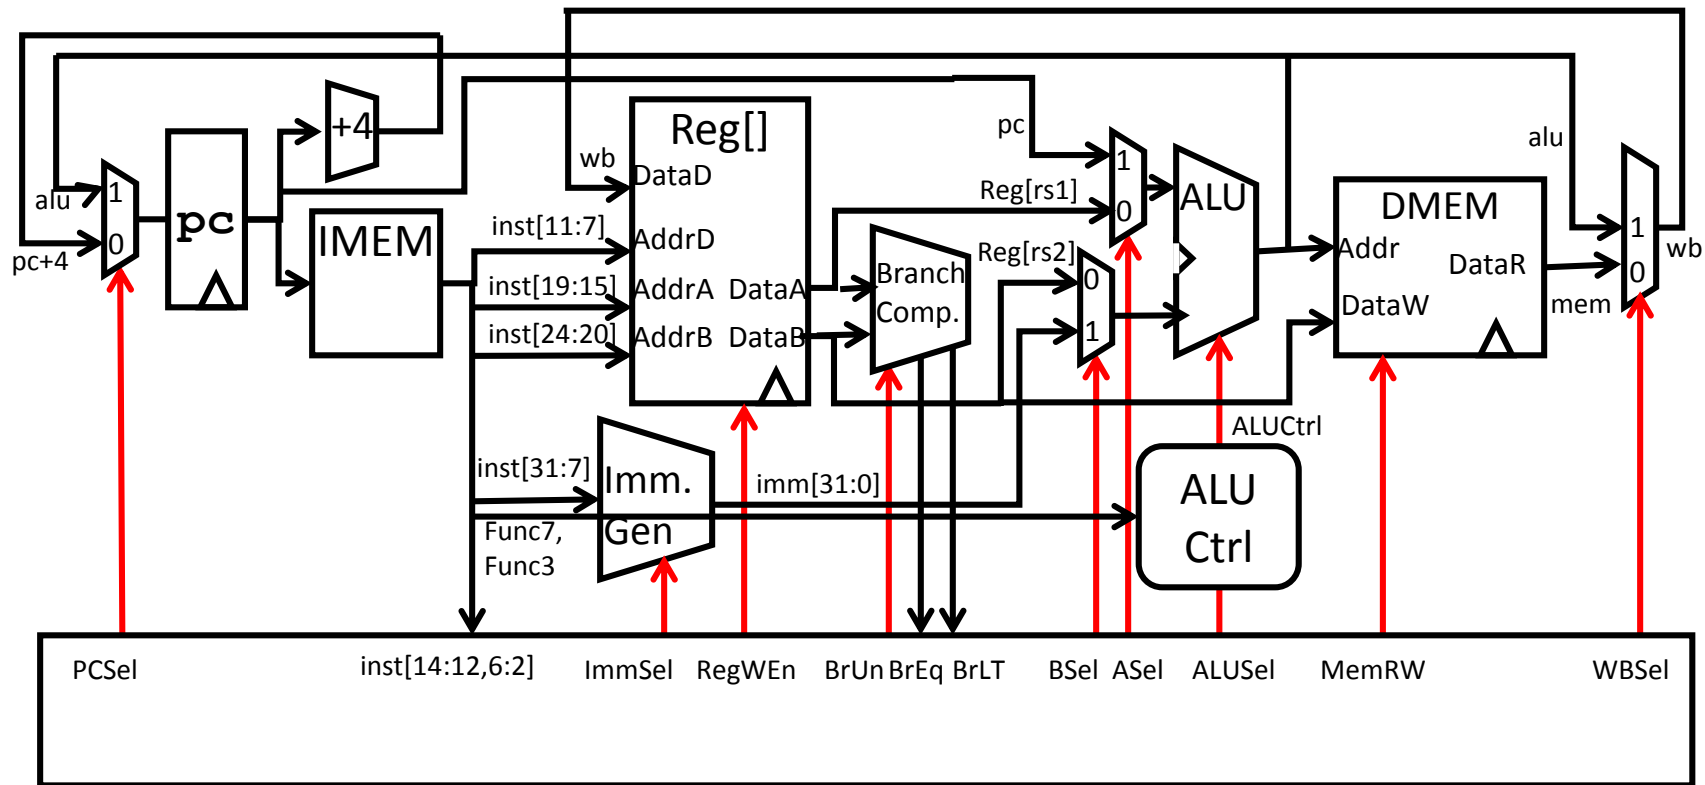 +4
Reg[]
pc
alu
wb
DataD
1
1
ALU
DMEM
alu
1
pc
IMEM
inst[11:7]
AddrD
Reg[rs1]
0
Addr
1
wb
0
pc+4
Reg[rs2]
Branch
Comp.
0
DataR
0
inst[19:15]
AddrA
DataA
DataW
mem
inst[24:20]
AddrB
DataB
1
ALUCtrl
inst[31:7]
Imm.
Gen
imm[31:0]
ALU
Ctrl
Func7,
Func3
PCSel
inst[14:12,6:2]
ImmSel
RegWEn
BrUn
BrEq
BrLT
BSel
ASel
ALUSel
MemRW
WBSel